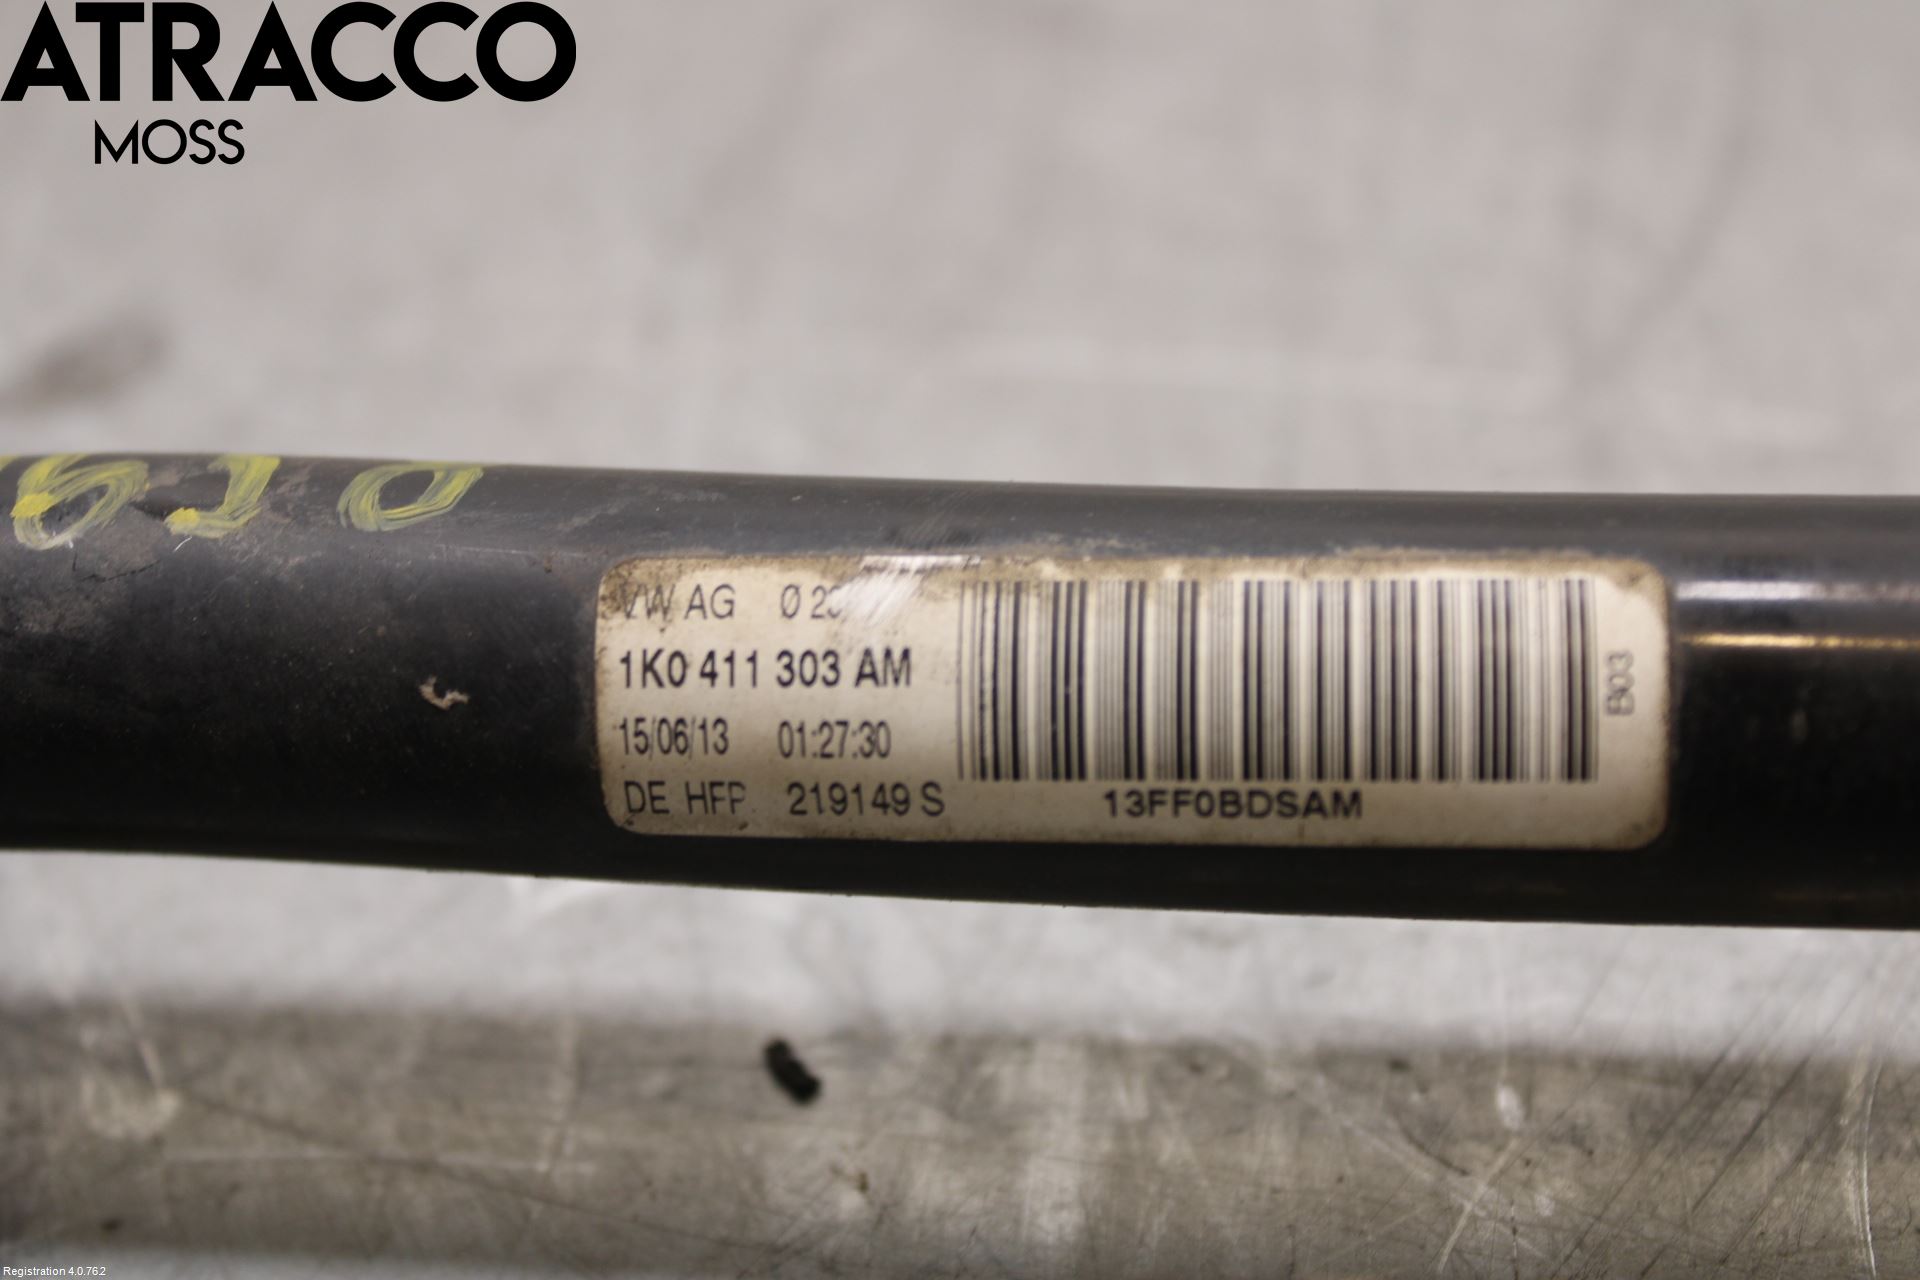 ATRACCO
MOSS
VW AG Ø
1K0 411 303 AM
15/06/13 01:27:30
DE HFP 219149 S
13FF0BDSAM
B03
Registration 4.0.762